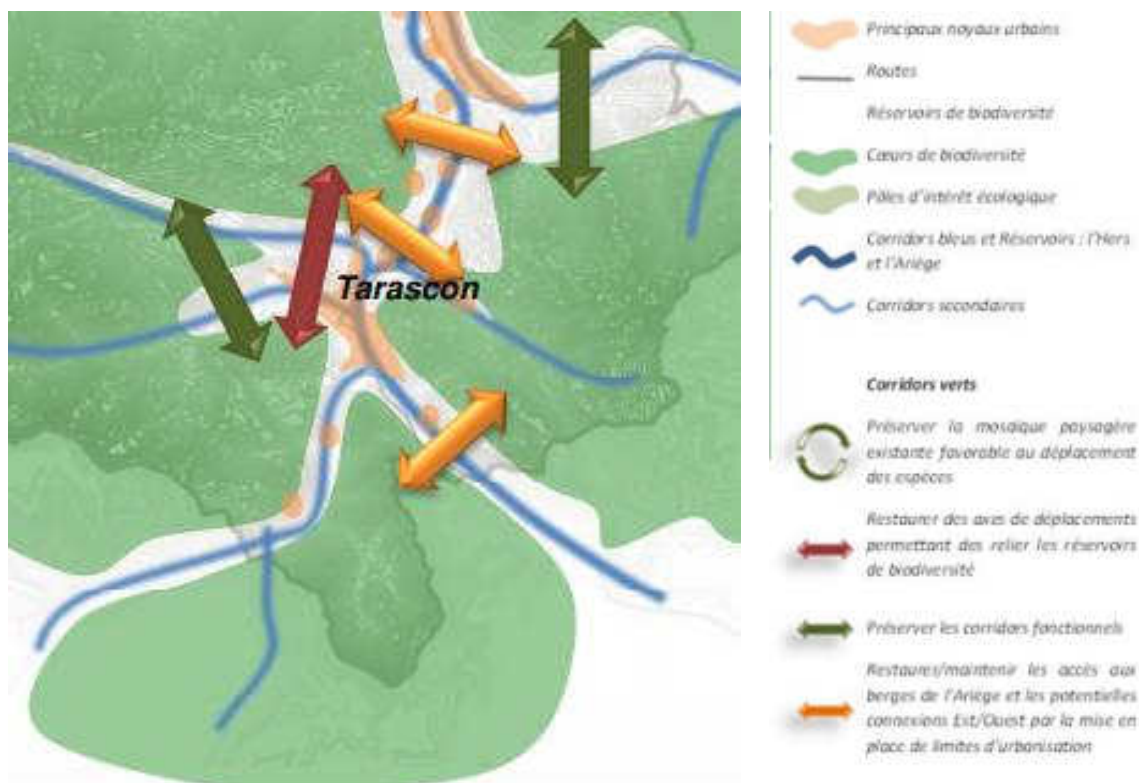 Tarascon
Principaux noyaux urbains
Routes
Réservoirs de biodiversité
Cœurs de biodiversité
Pôles d'intérêt écologique
Corridors bleus et Réservoirs : l'Hers
et l'Ariège
Corridors secondaires
Corridors verts
Préserver la mosaïque paysagère
existante favorable au déplacement
des espèces
Restaurer des axes de déplacements
permettant des relier les réservoirs
de biodiversité
Préserver les corridors fonctionnels
Restaurer/maintenir les accès aux
berges de l'Ariège et les potentielles
connexions Est/Ouest par la mise en
place de limites d'urbanisation